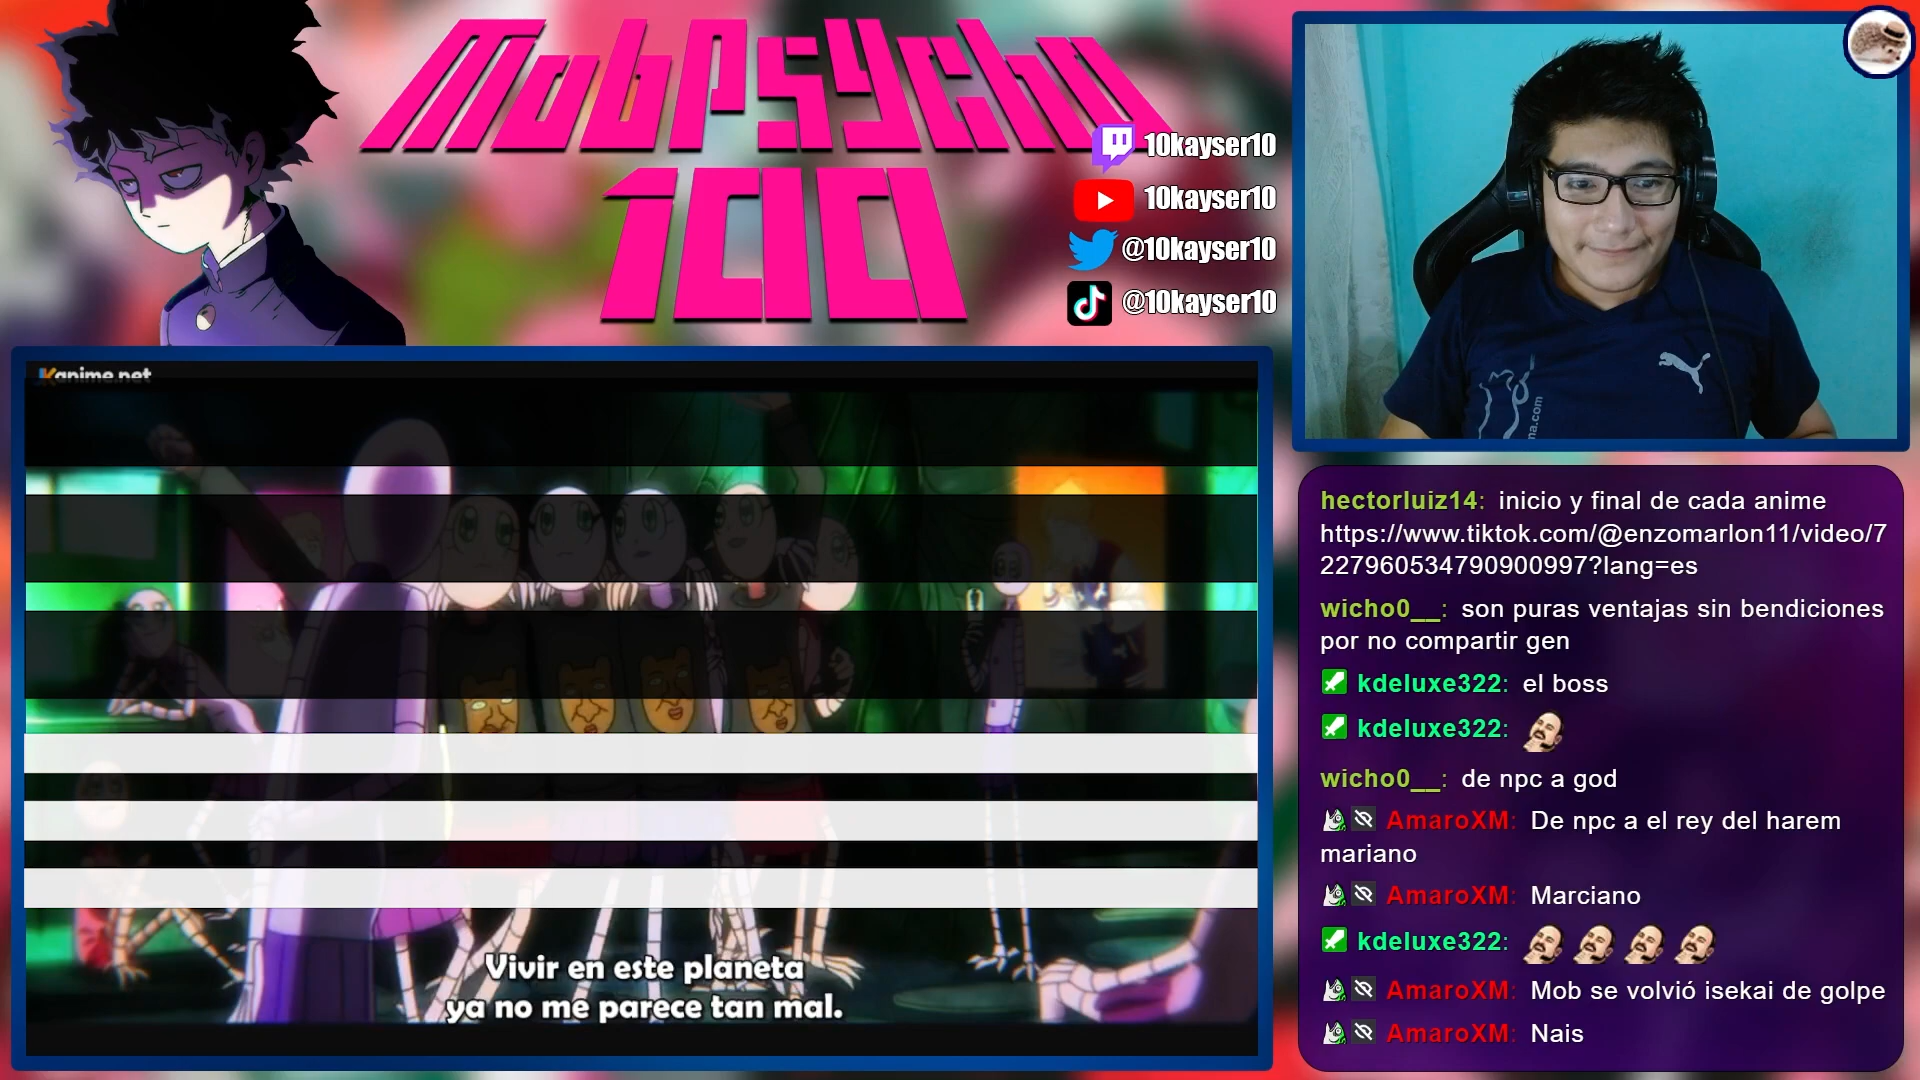 MobPsycho
100
10kayser10
10kayser10
@10kayser10
@10kayser10
Kanime.net
Vivir en este planeta
ya no me parece tan mal.
na.com
hectorluiz14: inicio y final de cada anime
https://www.tiktok.com/@enzomarlon11/video/7
227960534790900997?lang=es
wicho0__: son puras ventajas sin bendiciones
por no compartir gen
kdeluxe322: el boss
kdeluxe322:
wicho0__: de npc a god
AmaroXM: De npc a el rey del harem
mariano
AmaroXM: Marciano
kdeluxe322:
AmaroXM: Mob se volvió isekai de golpe
AmaroXM: Nais